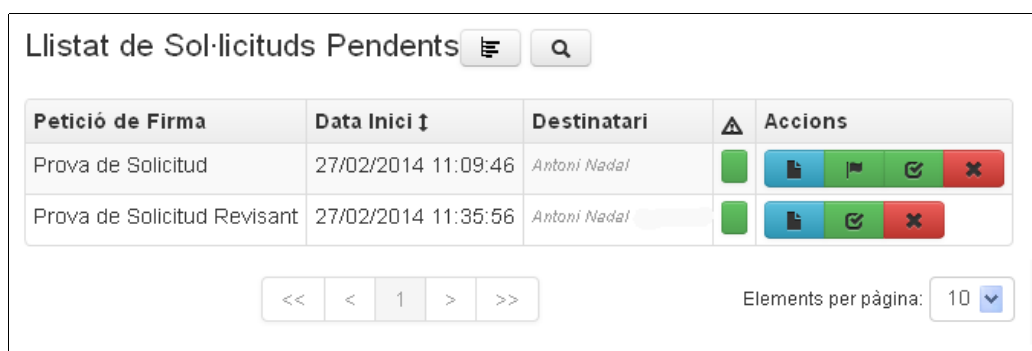 Llistat de Sol·licituds Pendents
Petició de Firma Data Inici Destinatari Accions
Prova de Solicitud 27/02/2014 11:09:46 Antoni Nadal
Prova de Solicitud Revisant 27/02/2014 11:35:56 Antoni Nadal
<< < 1 > >> Elements per pàgina: 10